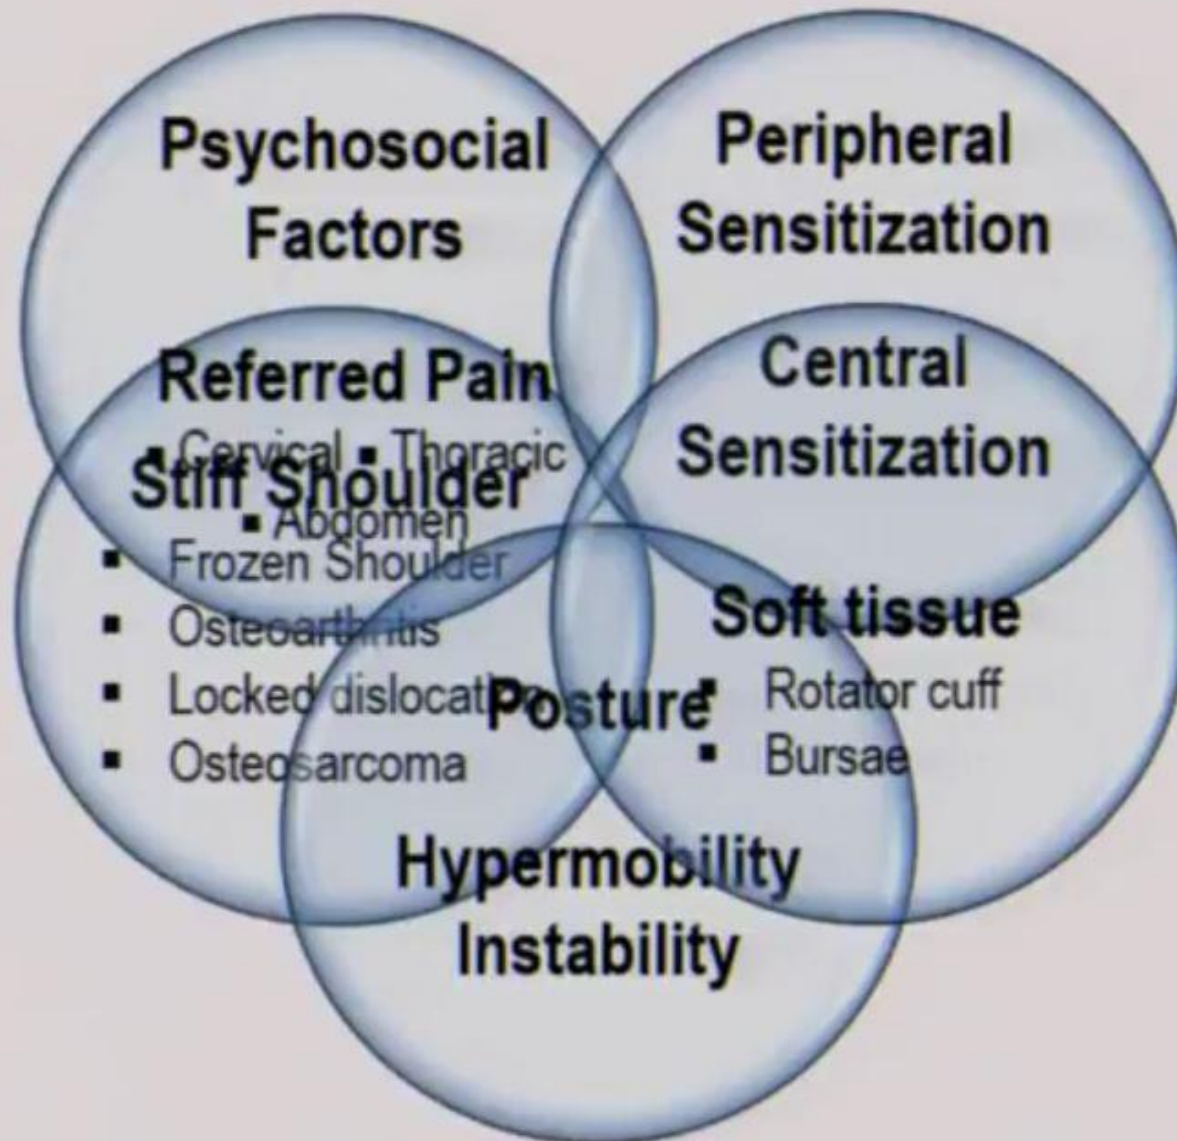 Psychosocial
Factors
Peripheral
Sensitization
Referred Pain
▪ Cervical ▪ Thoracic
▪ Abdomen
Central
Sensitization
Stiff Shoulder
▪ Frozen Shoulder
▪ Osteoarthritis
▪ Locked dislocation
▪ Osteosarcoma
Soft tissue
▪ Rotator cuff
▪ Bursae
Posture
Hypermobility
Instability